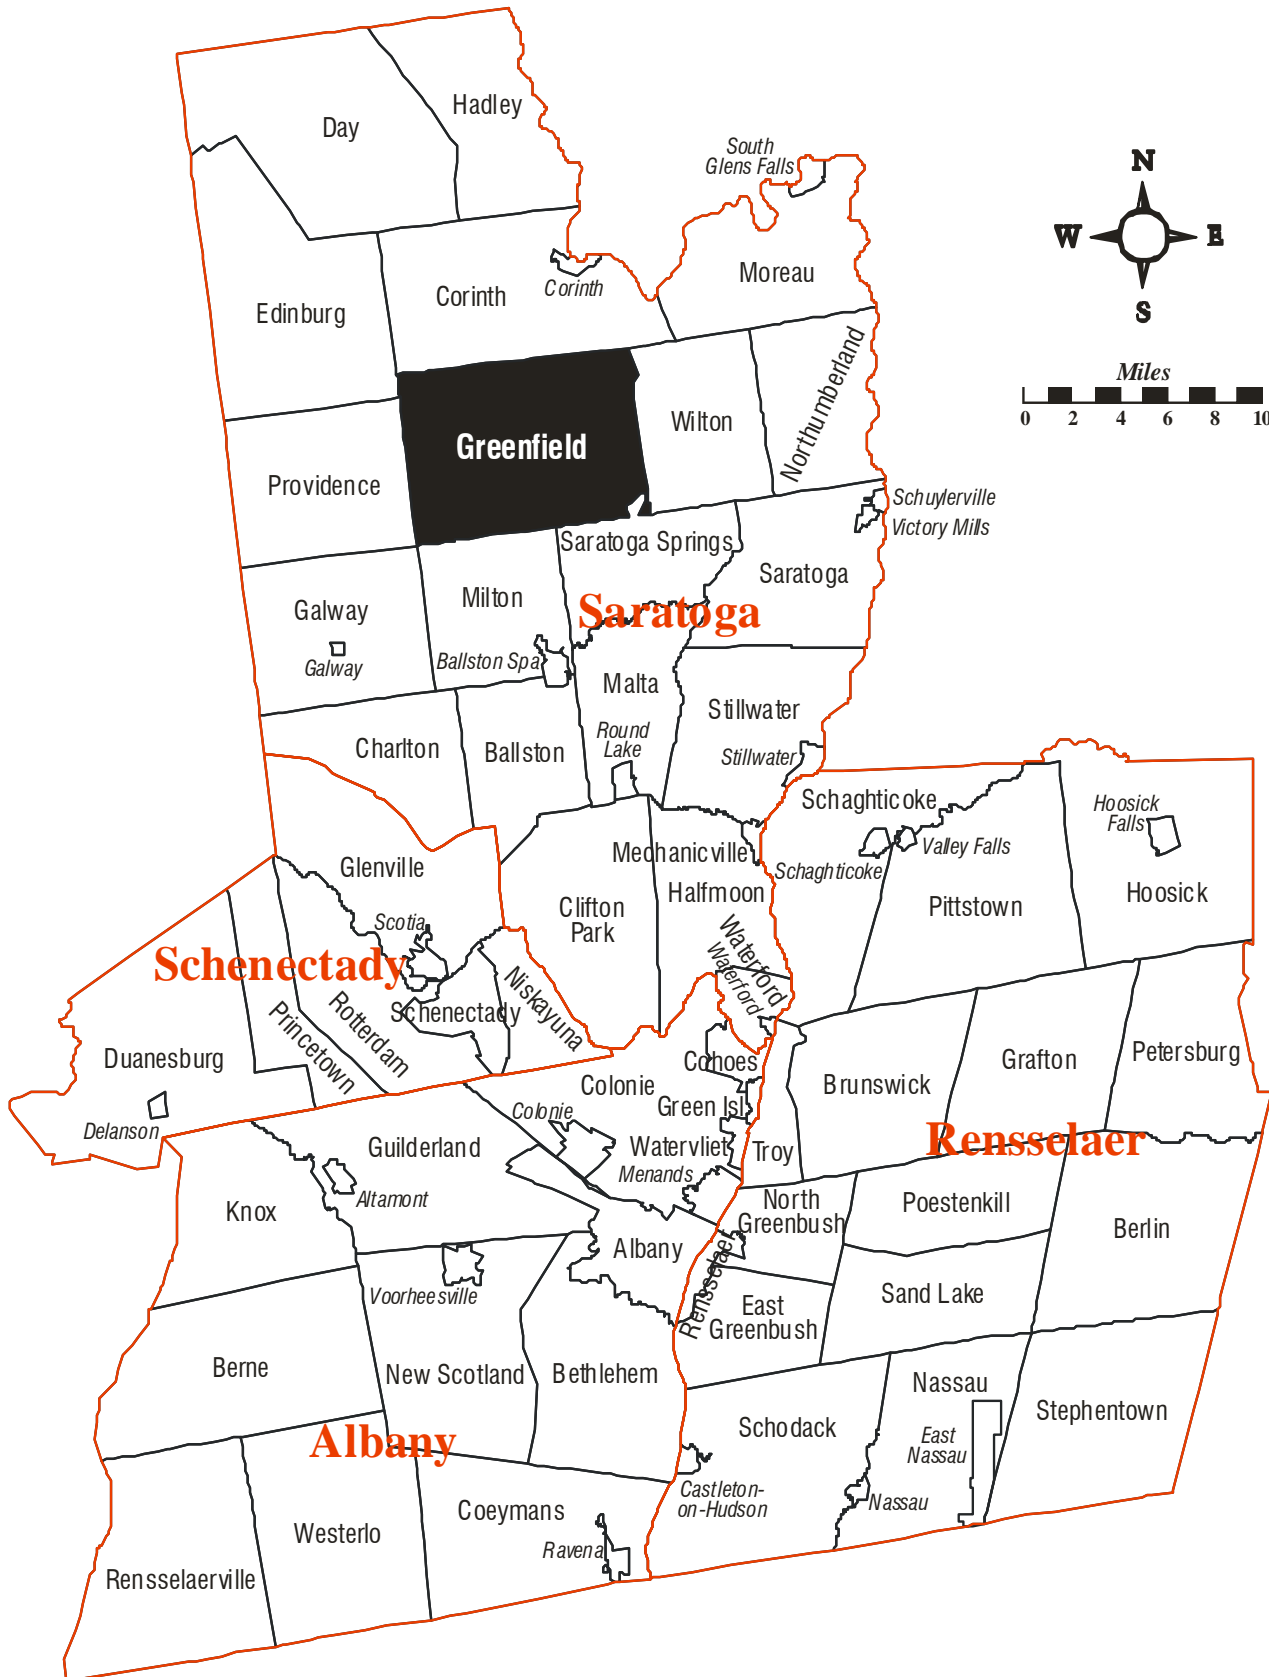 Hadley
Day
South
Glens Falls
N
W
E
S
Moreau
Corinth
Corinth
Edinburg
Northumberland
Miles
0 2 4 6 8 10
Wilton
Greenfield
Providence
Schuylerville
Victory Mills
Saratoga Springs
Saratoga
Milton
Galway
Saratoga
Ballston Spa
Galway
Malta
Stillwater
Round
Lake
Charlton
Ballston
Stillwater
Schaghticoke
Hoosick
Falls
Mechanicville
Valley Falls
Glenville
Schaghticoke
Halfmoon
Hoosick
Clifton
Park
Pittstown
Scotia
Waterford
Waterford
Schenectady
Niskayuna
Schenectady
Rotterdam
Princetown
Duanesburg
Cohoes
Grafton
Petersburg
Colonie
Brunswick
Green Isl
Colonie
Delanson
Rensselaer
Guilderland
Watervliet
Troy
Menands
Altamont
North
Greenbush
Poestenkill
Knox
Berlin
Albany
Rensselaer
Voorheesville
Sand Lake
East
Greenbush
Berne
New Scotland
Bethlehem
Nassau
Stephentown
Schodack
East
Nassau
Albany
Castleton-
on-Hudson
Nassau
Coeymans
Westerlo
Ravena
Rensselaerville